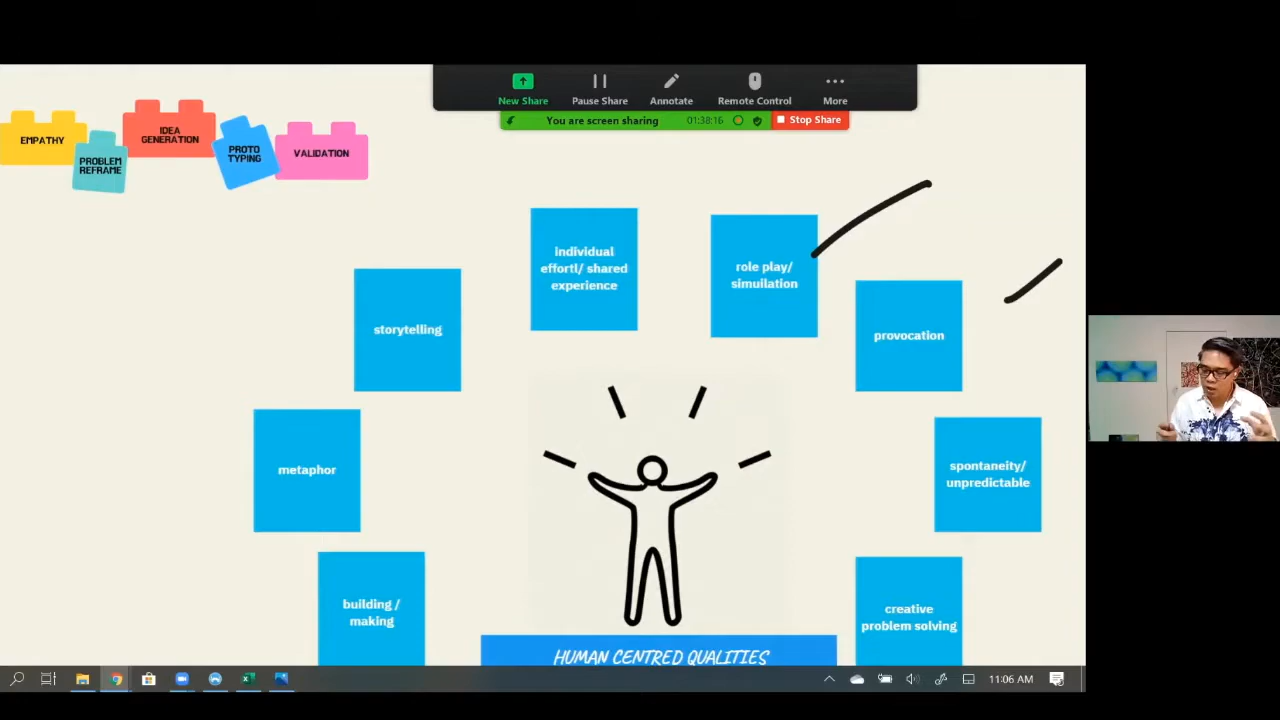 New Share
Pause Share
Annotate
Remote Control
More
You are screen sharing
01:38:16
Stop Share
EMPATHY
PROBLEM
REFRAME
IDEA
GENERATION
PROTO
TYPING
VALIDATION
individual
effortl/ shared
experience
role play/
simuilation
storytelling
provocation
metaphor
spontaneity/
unpredictable
building /
making
creative
problem solving
HUMAN CENTRED QUALITIES
11:06 AM